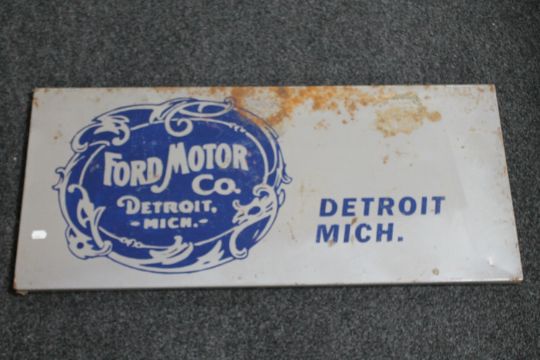 FORD MOTOR
CO.
DETROIT,
-MICH.-
DETROIT
MICH.